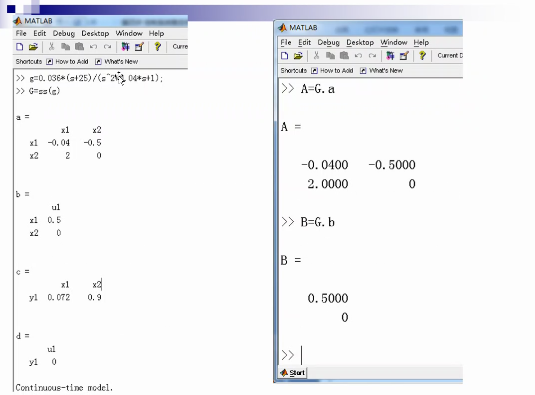 MATLAB
File Edit Debug Desktop Window Help
Shortcuts How to Add What's New
>> g=0.036*(s+25)/(s^2 .04*s+1);
>> G=ss(g)
a =
x1 x2
x1 -0.04 -0.5
x2 2 0
b =
u1
x1 0.5
x2 0
c =
x1 x2
y1 0.072 0.9
d =
u1
y1 0
Continuous-time model.
MATLAB
File Edit Debug Desktop Window Help
Current D
Shortcuts How to Add What's New
>> A=G.a
A =
-0.0400 -0.5000
2.0000 0
>> B=G.b
B =
0.5000
0
>>
Start